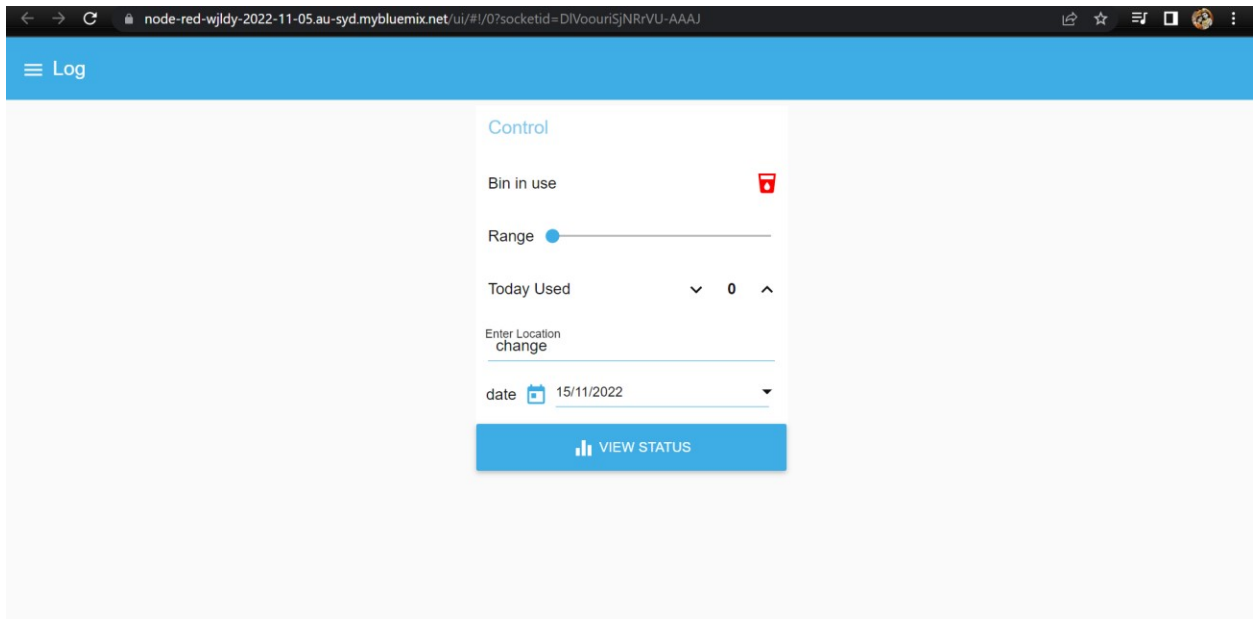 node-red-wjldy-2022-11-05.au-syd.mybluemix.net/ui/#!/0?socketid=DlVoouriSjNRrVU-AAAJ
Log
Control
Bin in use
Range
Today Used 0
Enter Location
change
date 15/11/2022
VIEW STATUS